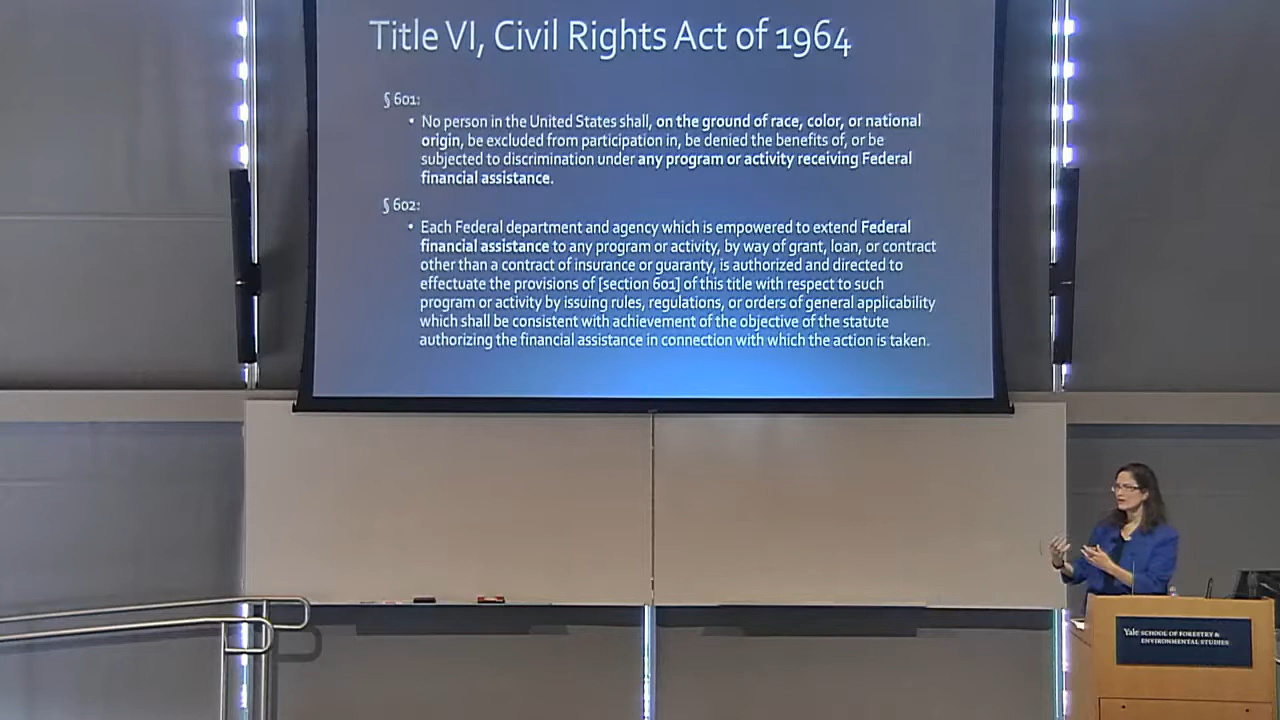 Title VI, Civil Rights Act of 1964
§ 601:
• No person in the United States shall, on the ground of race, color, or national
origin, be excluded from participation in, be denied the benefits of, or be
subjected to discrimination under any program or activity receiving Federal
financial assistance.
§ 602:
• Each Federal department and agency which is empowered to extend Federal
financial assistance to any program or activity, by way of grant, loan, or contract
other than a contract of insurance or guaranty, is authorized and directed to
effectuate the provisions of [section 601] of this title with respect to such
program or activity by issuing rules, regulations, or orders of general applicability
which shall be consistent with achievement of the objective of the statute
authorizing the financial assistance in connection with which the action is taken.
Yale SCHOOL OF FORESTRY &
ENVIRONMENTAL STUDIES